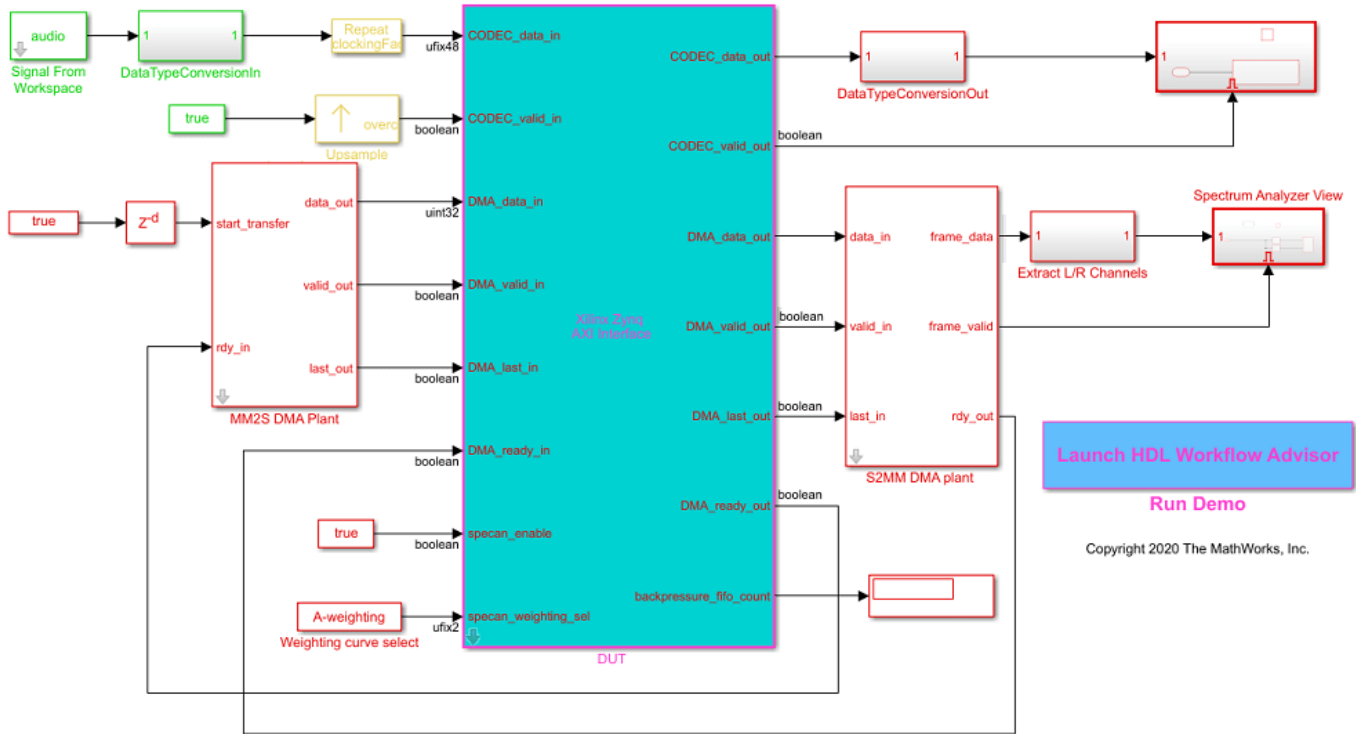 audio
Signal From
Workspace
1
1
DataTypeConversionIn
Repeat
clockingFac
ufix48
true
overc
Upsample
boolean
true
Z-d
start_transfer
rdy_in
data_out
valid_out
last_out
MM2S DMA Plant
uint32
boolean
boolean
boolean
true
boolean
A-weighting
Weighting curve select
ufix2
CODEC_data_in
CODEC_valid_in
DMA_data_in
DMA_valid_in
DMA_last_in
DMA_ready_in
specan_enable
specan_weighting_sel
Xilinx Zynq
AXI Interface
CODEC_data_out
CODEC_valid_out
DMA_data_out
DMA_valid_out
DMA_last_out
DMA_ready_out
backpressure_fifo_count
DUT
1
1
DataTypeConversionOut
1
boolean
boolean
boolean
boolean
data_in
valid_in
last_in
frame_data
frame_valid
rdy_out
S2MM DMA plant
1
1
Extract L/R Channels
Spectrum Analyzer View
1
Launch HDL Workflow Advisor
Run Demo
Copyright 2020 The MathWorks, Inc.